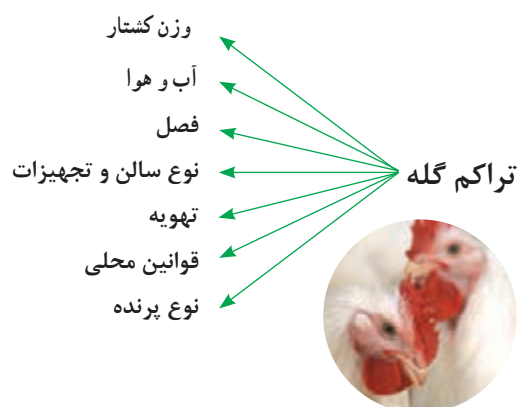 تراکم گله
وزن کشتار
آب و هوا
فصل
نوع سالن و تجهیزات
تهویه
قوانین محلی
نوع پرنده